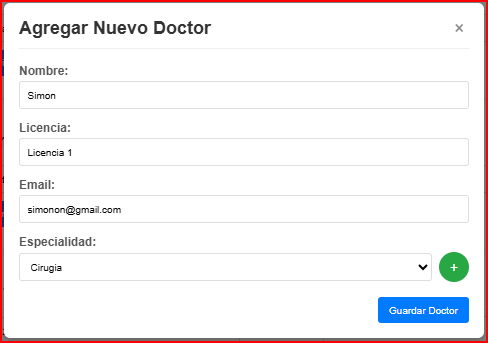 Agregar Nuevo Doctor ×
Nombre:
Simon
Licencia:
Licencia 1
Email:
simonon@gmail.com
Especialidad:
Cirugia
+
Guardar Doctor